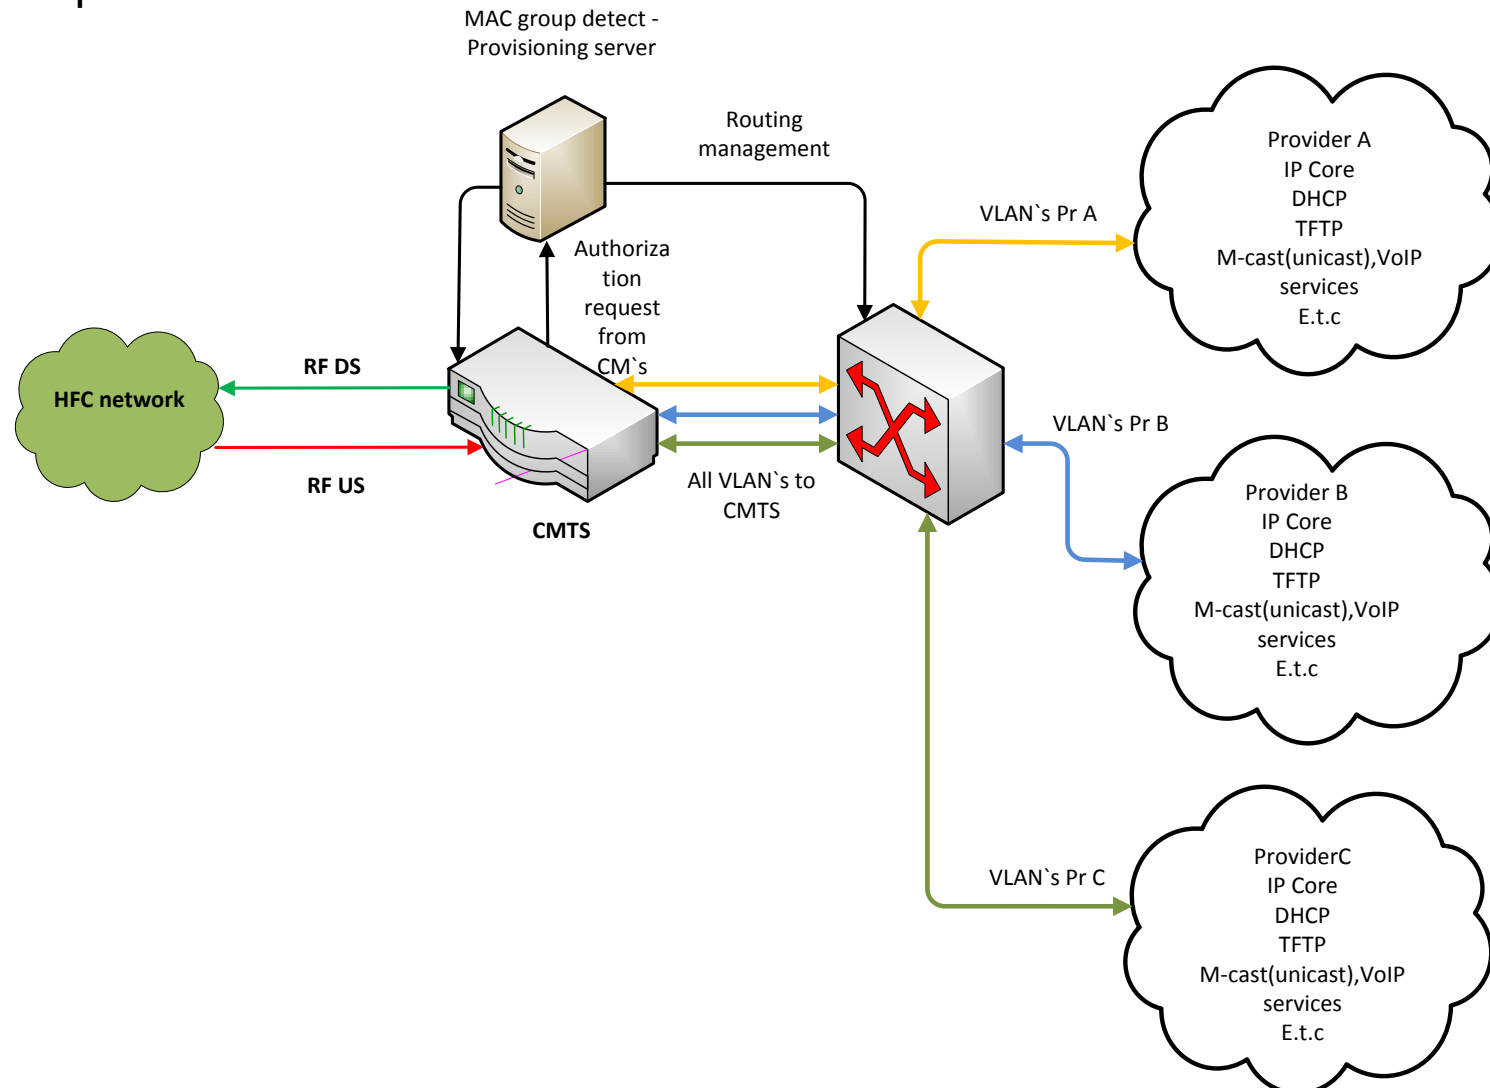 MAC group detect -
Provisioning server
Routing
management
Provider A
IP Core
DHCP
TFTP
M-cast(unicast),VoIP
services
E.t.c
VLAN`s Pr A
Authoriza
tion
request
from
CM`s
RF DS
HFC network
RF US
CMTS
All VLAN`s to
CMTS
VLAN`s Pr B
Provider B
IP Core
DHCP
TFTP
M-cast(unicast),VoIP
services
E.t.c
VLAN`s Pr C
ProviderC
IP Core
DHCP
TFTP
M-cast(unicast),VoIP
services
E.t.c